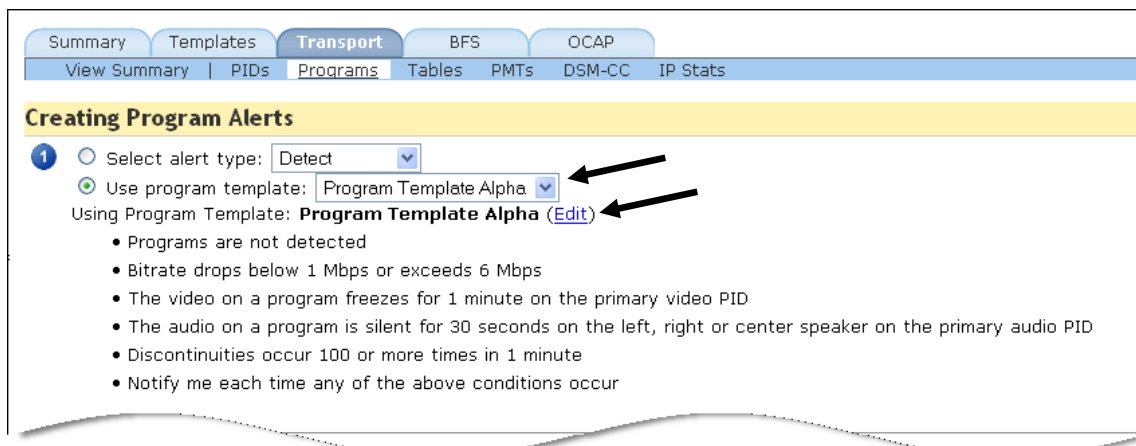 Summary Templates Transport BFS OCAP
View Summary | PIDs Programs Tables PMTs DSM-CC IP Stats
Creating Program Alerts
1 Select alert type: Detect
Use program template: Program Template Alpha
Using Program Template: Program Template Alpha (Edit)
• Programs are not detected
• Bitrate drops below 1 Mbps or exceeds 6 Mbps
• The video on a program freezes for 1 minute on the primary video PID
• The audio on a program is silent for 30 seconds on the left, right or center speaker on the primary audio PID
• Discontinuities occur 100 or more times in 1 minute
• Notify me each time any of the above conditions occur